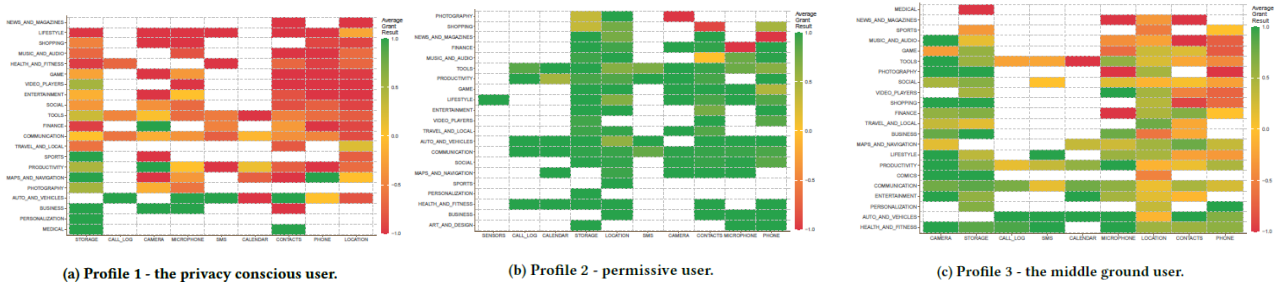 NEWS_AND_MAGAZINES
LIFESTYLE
SHOPPING
MUSIC_AND_AUDIO
HEALTH_AND_FITNESS
GAME
VIDEO_PLAYERS
ENTERTAINMENT
SOCIAL
TOOLS
FINANCE
COMMUNICATION
TRAVEL_AND_LOCAL
SPORTS
PRODUCTIVITY
MAPS_AND_NAVIGATION
PHOTOGRAPHY
AUTO_AND_VEHICLES
BUSINESS
PERSONALIZATION
MEDICAL
STORAGE CALL_LOG CAMERA MICROPHONE SMS CALENDAR CONTACTS PHONE LOCATION
Average
Grant
Result
1.0
0.5
0.0
−0.5
−1.0
(a) Profile 1 - the privacy conscious user.
PHOTOGRAPHY
SHOPPING
NEWS_AND_MAGAZINES
FINANCE
MUSIC_AND_AUDIO
TOOLS
PRODUCTIVITY
GAME
LIFESTYLE
ENTERTAINMENT
VIDEO_PLAYERS
TRAVEL_AND_LOCAL
AUTO_AND_VEHICLES
COMMUNICATION
SOCIAL
MAPS_AND_NAVIGATION
SPORTS
PERSONALIZATION
HEALTH_AND_FITNESS
BUSINESS
ART_AND_DESIGN
SENSORS CALL_LOG CALENDAR STORAGE LOCATION SMS CAMERA CONTACTS MICROPHONE PHONE
Average
Grant
Result
1.0
0.5
0.0
−0.5
−1.0
(b) Profile 2 - permissive user.
MEDICAL
NEWS_AND_MAGAZINES
SPORTS
MUSIC_AND_AUDIO
GAME
TOOLS
PHOTOGRAPHY
SOCIAL
VIDEO_PLAYERS
SHOPPING
FINANCE
TRAVEL_AND_LOCAL
BUSINESS
MAPS_AND_NAVIGATION
LIFESTYLE
PRODUCTIVITY
COMICS
COMMUNICATION
ENTERTAINMENT
PERSONALIZATION
AUTO_AND_VEHICLES
HEALTH_AND_FITNESS
CAMERA STORAGE CALL_LOG SMS CALENDAR MICROPHONE LOCATION CONTACTS PHONE
Average
Grant
Result
1.0
0.5
0.0
−0.5
−1.0
(c) Profile 3 - the middle ground user.